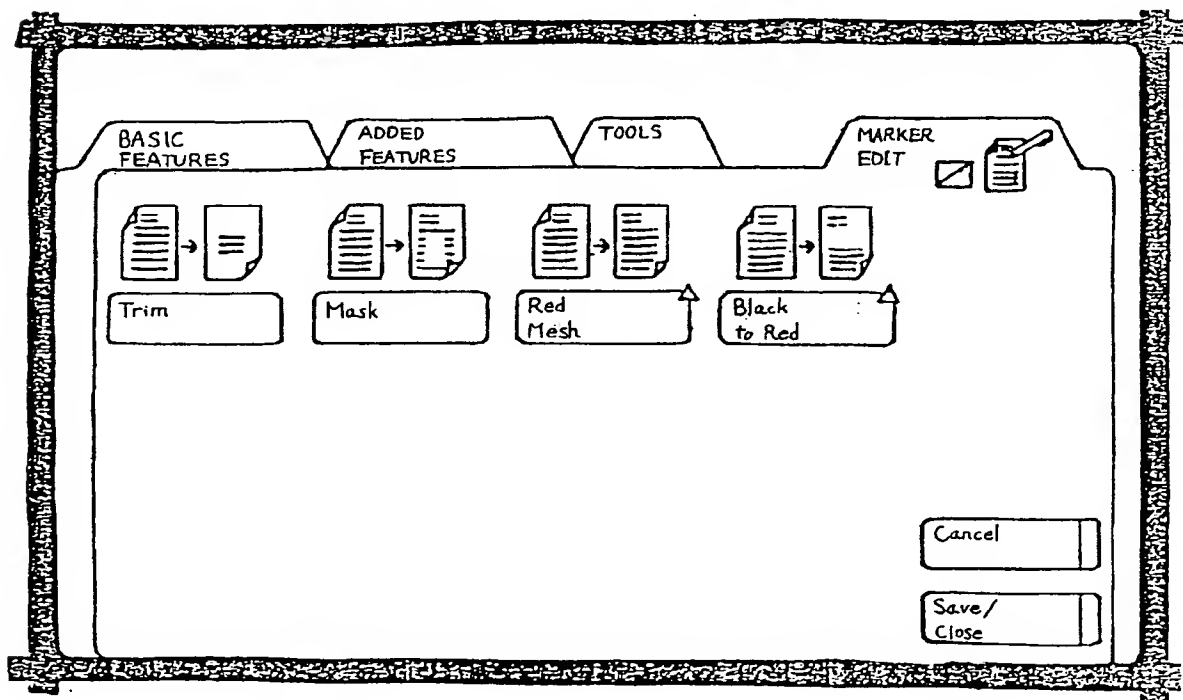 BASIC
FEATURES
ADDED
FEATURES
TOOLS
MARKER
EDIT
Trim
Mask
Red
Mesh
Black
to Red
Cancel
Save/
Close